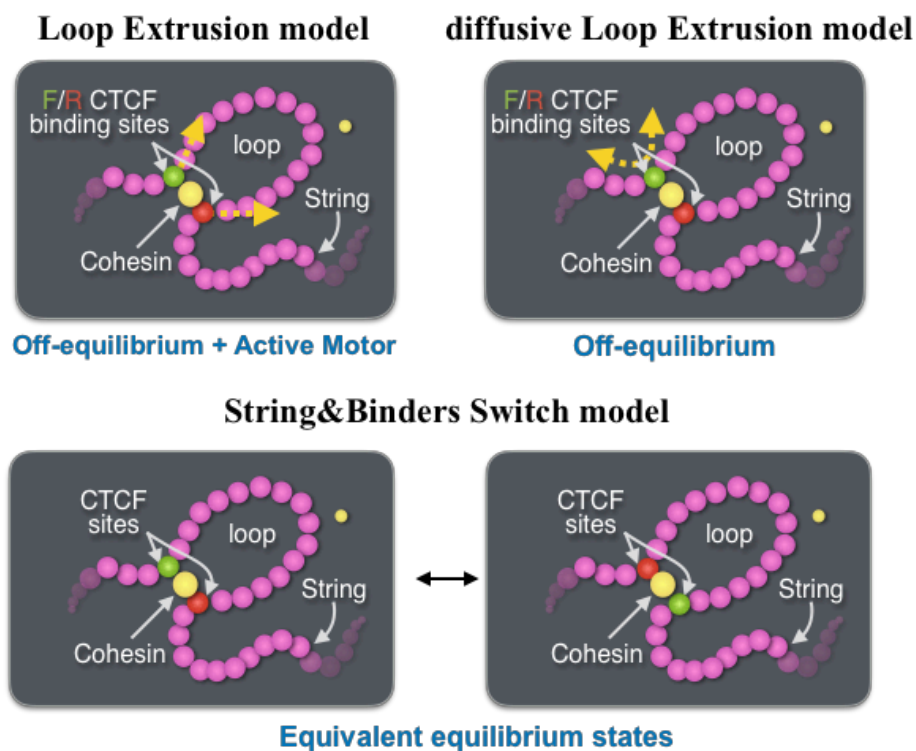 Loop Extrusion model
diffusive Loop Extrusion model
F/R CTCF
binding sites
loop
String
Cohesin
F/R CTCF
binding sites
loop
String
Cohesin
Off-equilibrium + Active Motor
Off-equilibrium
String&Binders Switch model
CTCF
sites
loop
String
Cohesin
CTCF
sites
loop
String
Cohesin
Equivalent equilibrium states